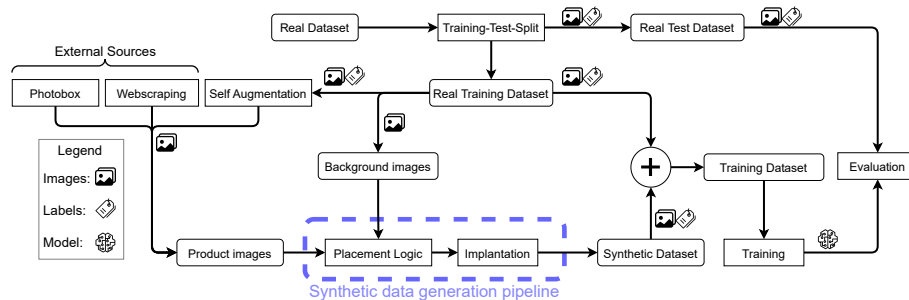 Real Dataset
Training-Test-Split
Real Test Dataset
External Sources
Photobox
Webscraping
Self Augmentation
Real Training Dataset
Legend
Images:
Labels:
Model:
Background images
Training Dataset
Evaluation
Product images
Placement Logic
Implantation
Synthetic Dataset
Training
Synthetic data generation pipeline